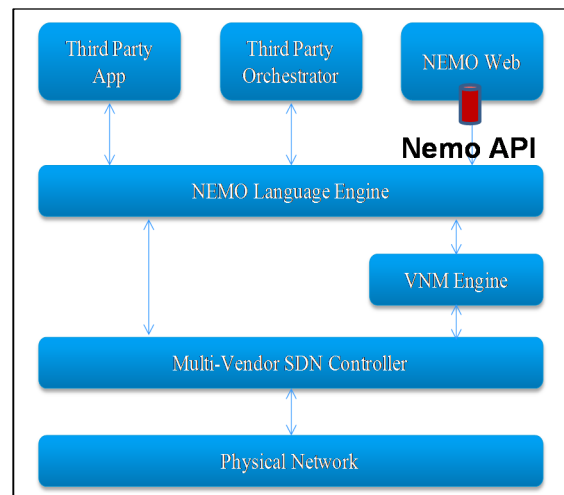 Third Party
App
Third Party
Orchestrator
NEMO Web
Nemo API
NEMO Language Engine
VNM Engine
Multi-Vendor SDN Controller
Physical Network